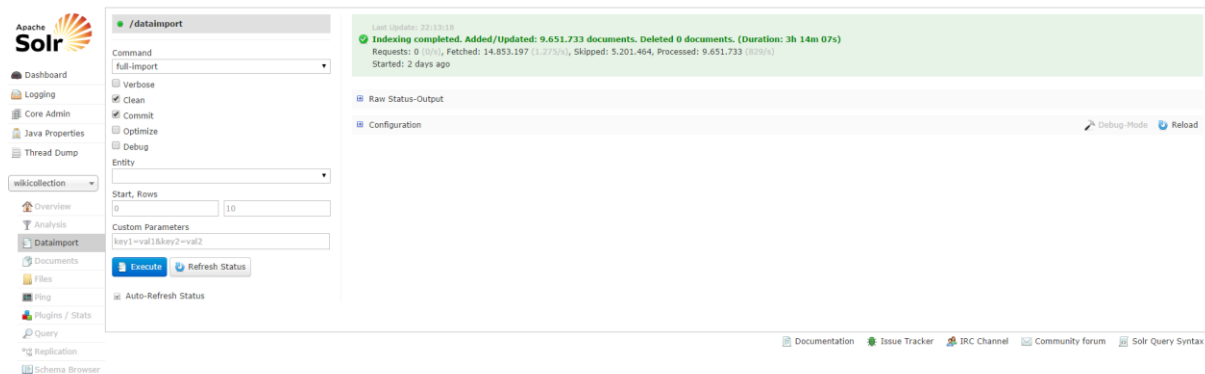 Apache
Solr
Dashboard
Logging
Core Admin
Java Properties
Thread Dump
wikicollection
Overview
Analysis
Dataimport
Documents
Files
Ping
Plugins / Stats
Query
Replication
Schema Browser
/dataimport
Command
full-import
Verbose
Clean
Commit
Optimize
Debug
Entity
Start, Rows
0 10
Custom Parameters
key1=val1&key2=val2
Execute Refresh Status
Auto-Refresh Status
Last Update: 22:13:18
Indexing completed. Added/Updated: 9.651.733 documents. Deleted 0 documents. (Duration: 3h 14m 07s)
Requests: 0 (0/s), Fetched: 14.853.197 (1.275/s), Skipped: 5.201.464, Processed: 9.651.733 (829/s)
Started: 2 days ago
Raw Status-Output
Configuration Debug-Mode Reload
Documentation Issue Tracker IRC Channel Community forum Solr Query Syntax